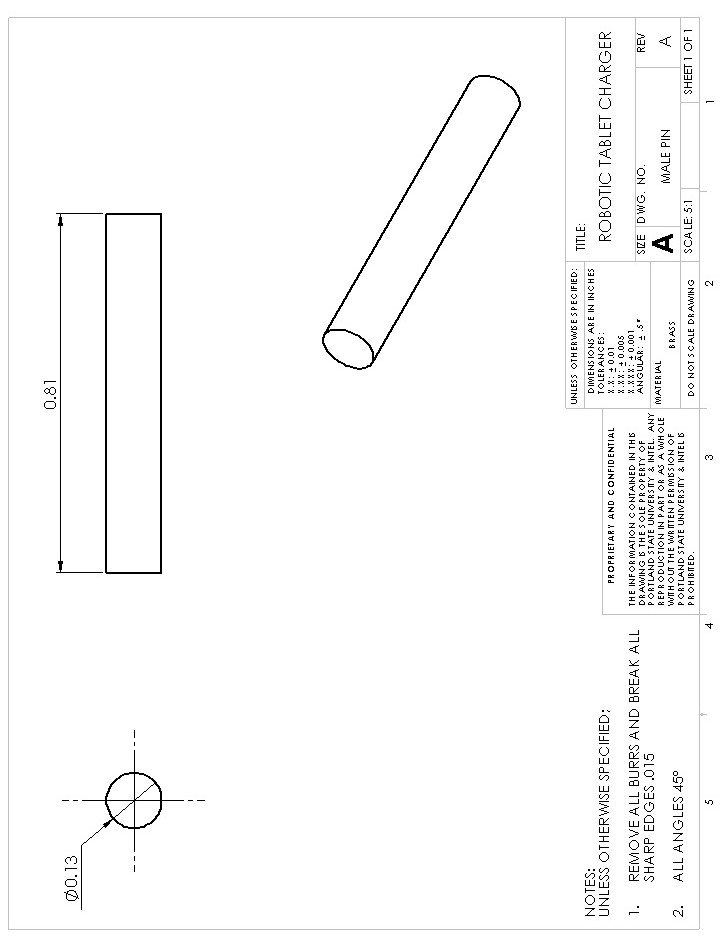 0.81
Ø0.13
NOTES:
UNLESS OTHERWISE SPECIFIED;
1. REMOVE ALL BURRS AND BREAK ALL
SHARP EDGES .015
2. ALL ANGLES 45°
PROPRIETARY AND CONFIDENTIAL
THE INFORMATION CONTAINED IN THIS
DRAWING IS THE SOLE PROPERTY OF
PORTLAND STATE UNIVERSITY & INTEL. ANY
REPRODUCTION IN PART OR AS A WHOLE
WITHOUT THE WRITTEN PERMISSION OF
PORTLAND STATE UNIVERSITY & INTEL IS
PROHIBITED.
UNLESS OTHERWISE SPECIFIED:
DIMENSIONS ARE IN INCHES
TOLERANCES:
X.X: ± 0.01
X.XX: ± 0.005
X.XXX: ± 0.001
ANGULAR: ± .5°
MATERIAL
BRASS
DO NOT SCALE DRAWING
TITLE:
ROBOTIC TABLET CHARGER
SIZE DWG. NO. REV
A MALE PIN A
SCALE: 5:1 SHEET 1 OF 1
5 4 3 2 1